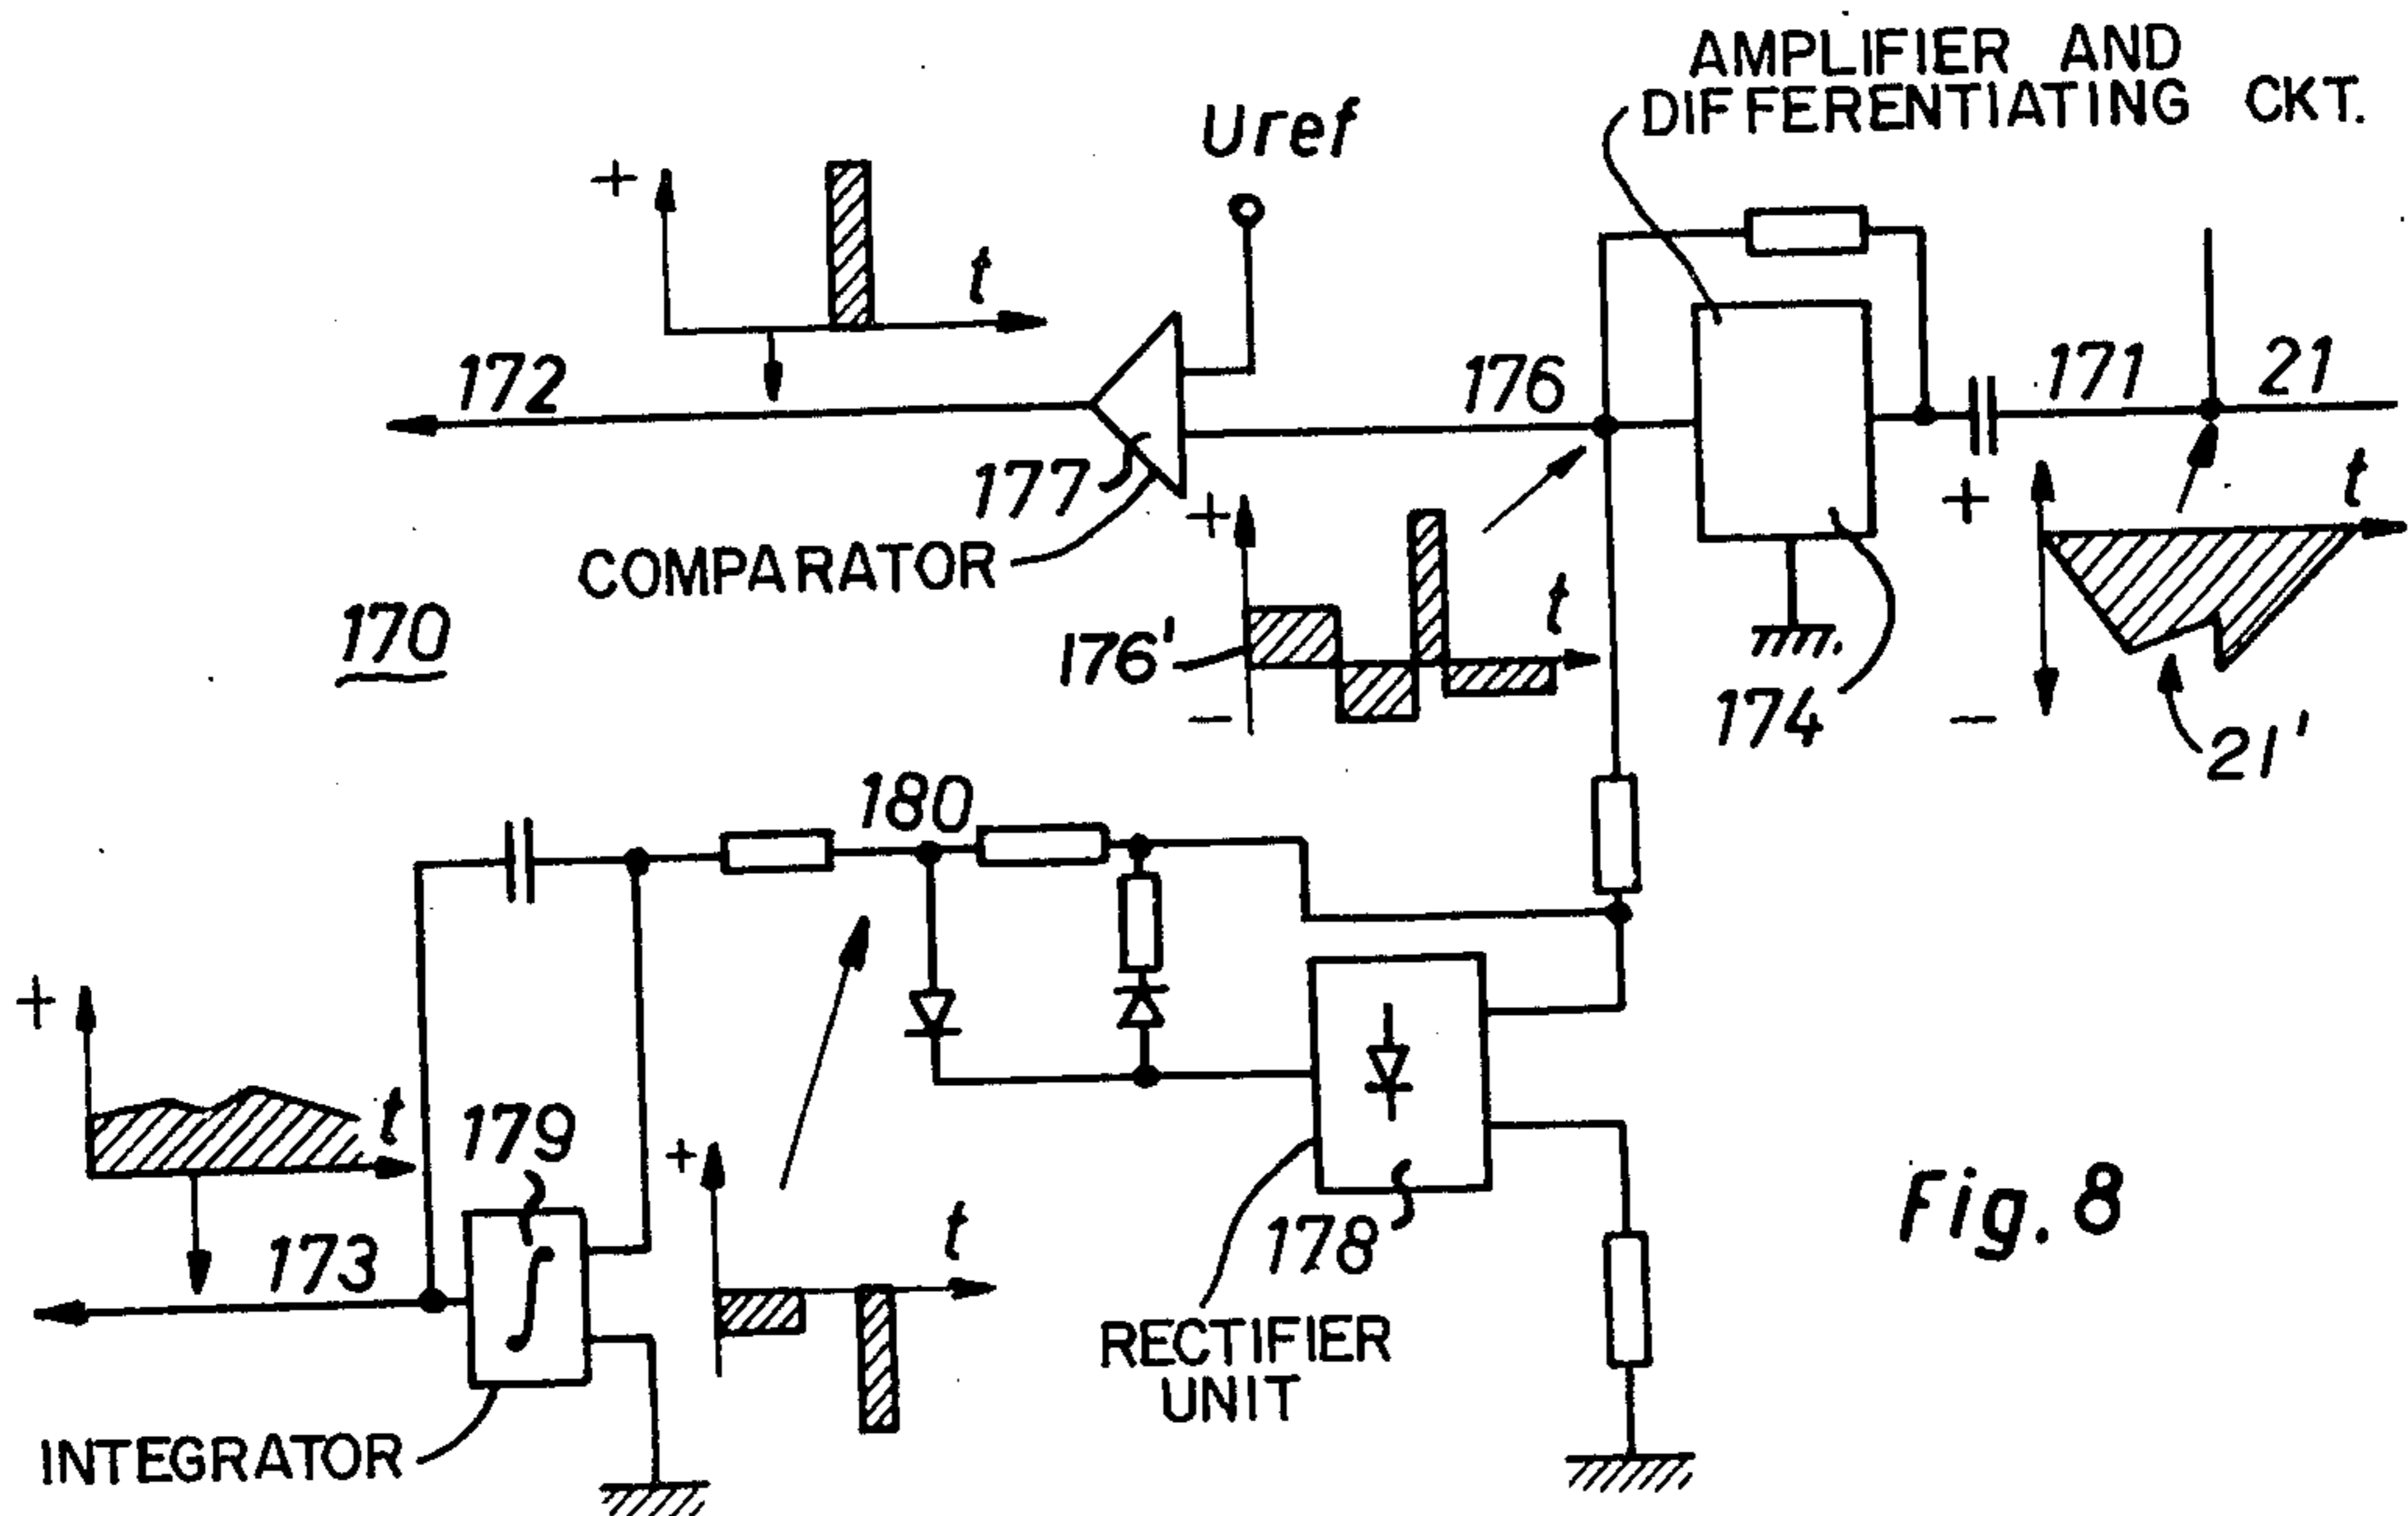 AMPLIFIER AND
DIFFERENTIATING CKT.
Uref
+
t
172
176
171
21
177
+
+
t
COMPARATOR
t
170
176'
174
-
-
21'
180
+
t
179
+
t
173
178
Fig. 8
RECTIFIER
UNIT
INTEGRATOR